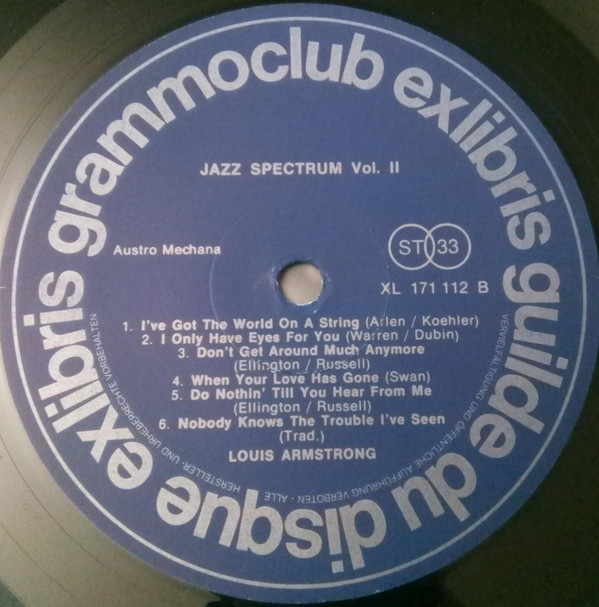 exlibris grammoclub exlibris guilde du disque
JAZZ SPECTRUM Vol. II
Austro Mechana
ST 33
XL 171 112 B
1. I've Got The World On A String (Arlen / Koehler)
2. I Only Have Eyes For You (Warren / Dubin)
3. Don't Get Around Much Anymore
(Ellington / Russell)
4. When Your Love Has Gone (Swan)
5. Do Nothin' Till You Hear From Me
(Ellington / Russell)
6. Nobody Knows The Trouble I've Seen
(Trad.)
LOUIS ARMSTRONG
VERVIELFÄLTIGUNG UND ÖFFENTLICHE AUFFÜHRUNG VERBOTEN · ALLE HERSTELLER- UND URHEBERRECHTE VORBEHALTEN